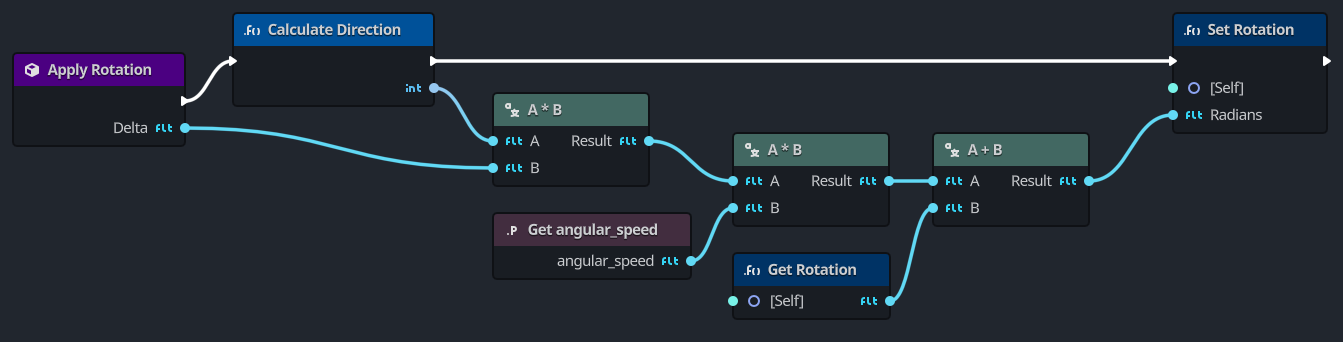 Apply Rotation
Delta Flt
Calculate Direction
int
A * B
Flt A Result Flt
Flt B
Get angular_speed
angular_speed Flt
A * B
Flt A Result Flt
Flt B
Get Rotation
[Self] Flt
A + B
Flt A Result Flt
Flt B
Set Rotation
[Self]
Flt Radians